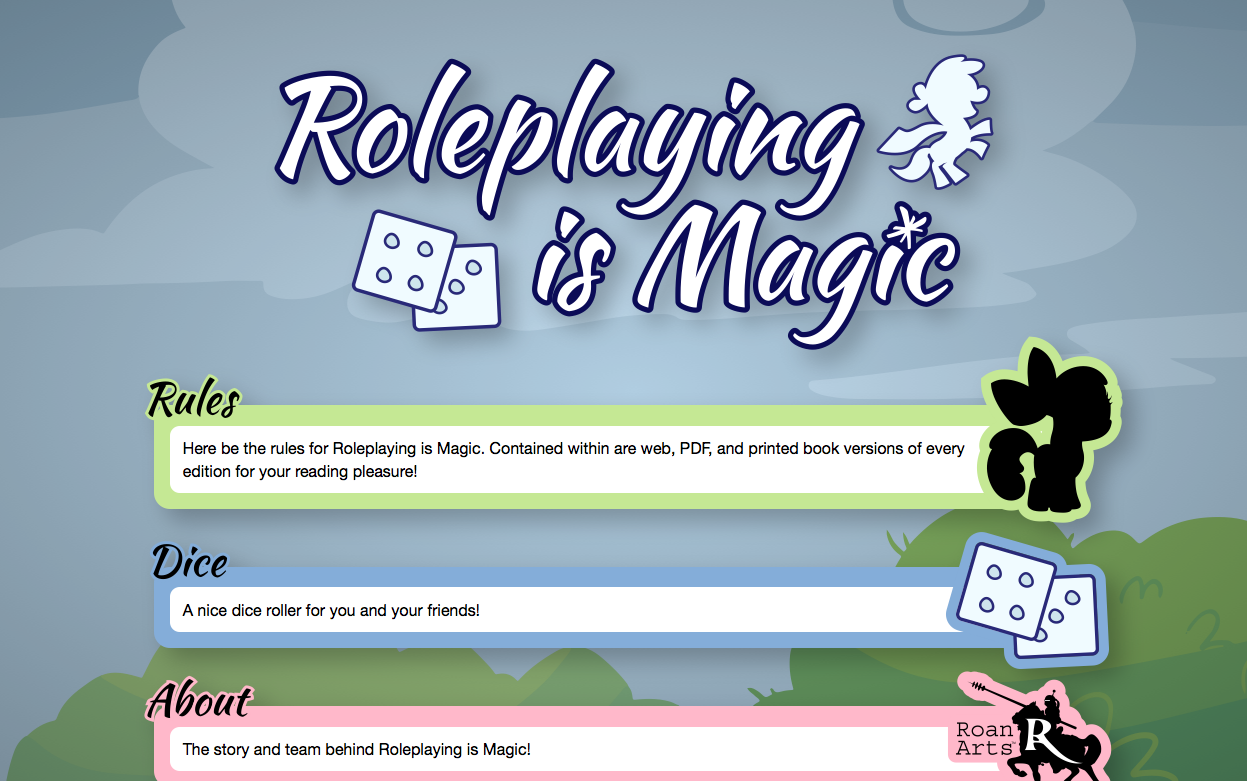 Roleplaying
is Magic
Rules
Here be the rules for Roleplaying is Magic. Contained within are web, PDF, and printed book versions of every
edition for your reading pleasure!
Dice
A nice dice roller for you and your friends!
About
The story and team behind Roleplaying is Magic!
Roan
Arts™
R